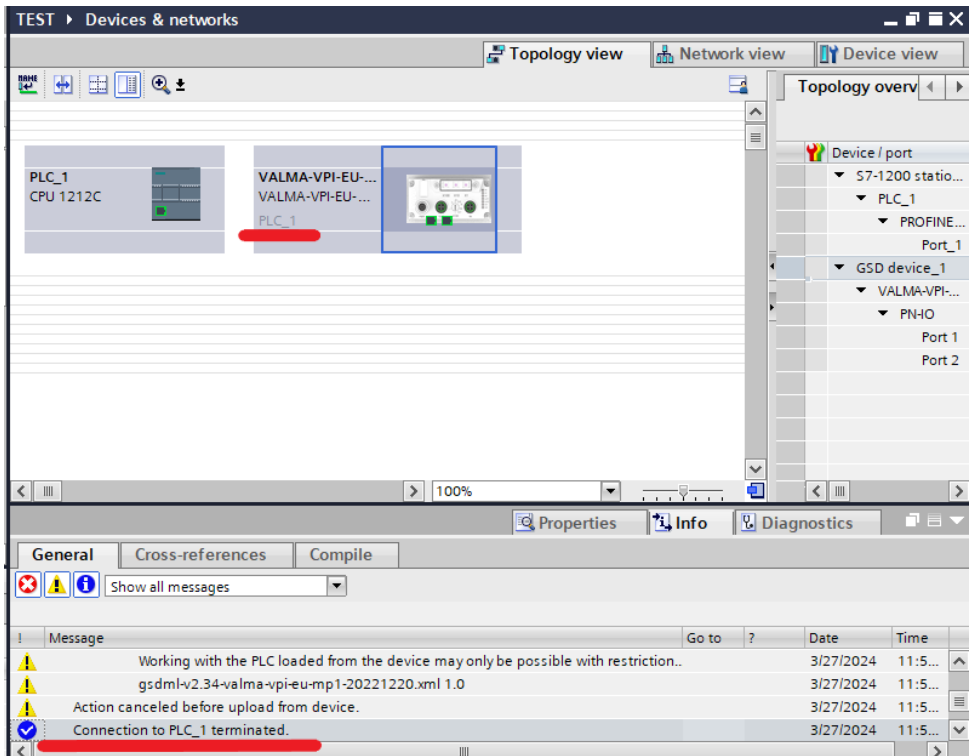 TEST ▸ Devices & networks
Topology view
Network view
Device view
Topology overv
PLC_1
CPU 1212C
VALMA-VPI-EU-...
VALMA-VPI-EU-...
PLC_1
Device / port
S7-1200 statio...
PLC_1
PROFINE...
Port_1
GSD device_1
VALMA-VPI-...
PN-IO
Port 1
Port 2
100%
Properties
Info
Diagnostics
General
Cross-references
Compile
Show all messages
! Message Go to ? Date Time
Working with the PLC loaded from the device may only be possible with restriction.. 3/27/2024 11:5...
gsdml-v2.34-valma-vpi-eu-mp1-20221220.xml 1.0 3/27/2024 11:5...
Action canceled before upload from device. 3/27/2024 11:5...
Connection to PLC_1 terminated. 3/27/2024 11:5...